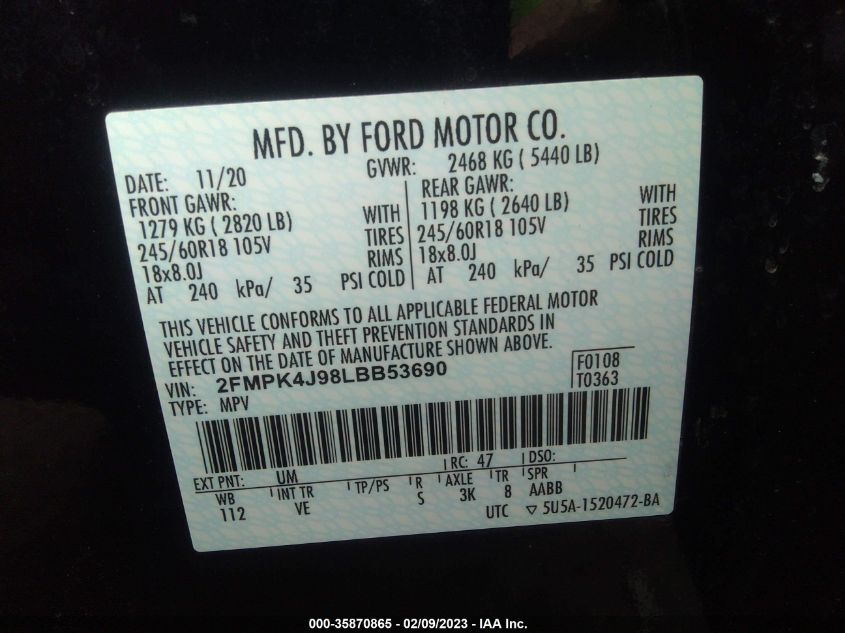 MFD. BY FORD MOTOR CO.
DATE: 11/20 GVWR: 2468 KG ( 5440 LB)
FRONT GAWR: REAR GAWR:
1279 KG ( 2820 LB) WITH 1198 KG ( 2640 LB) WITH
245/60R18 105V TIRES 245/60R18 105V TIRES
18x8.0J RIMS 18x8.0J RIMS
AT 240 kPa/ 35 PSI COLD AT 240 kPa/ 35 PSI COLD
THIS VEHICLE CONFORMS TO ALL APPLICABLE FEDERAL MOTOR
VEHICLE SAFETY AND THEFT PREVENTION STANDARDS IN
EFFECT ON THE DATE OF MANUFACTURE SHOWN ABOVE.
VIN: 2FMPK4J98LBB53690 F0108
TYPE: MPV T0363
EXT PNT: UM RC: 47 DSO:
WB INT TR TP/PS R AXLE TR SPR
112 VE S 3K 8 AABB
UTC ▽ 5U5A-1520472-BA
000-35870865 - 02/09/2023 - IAA Inc.